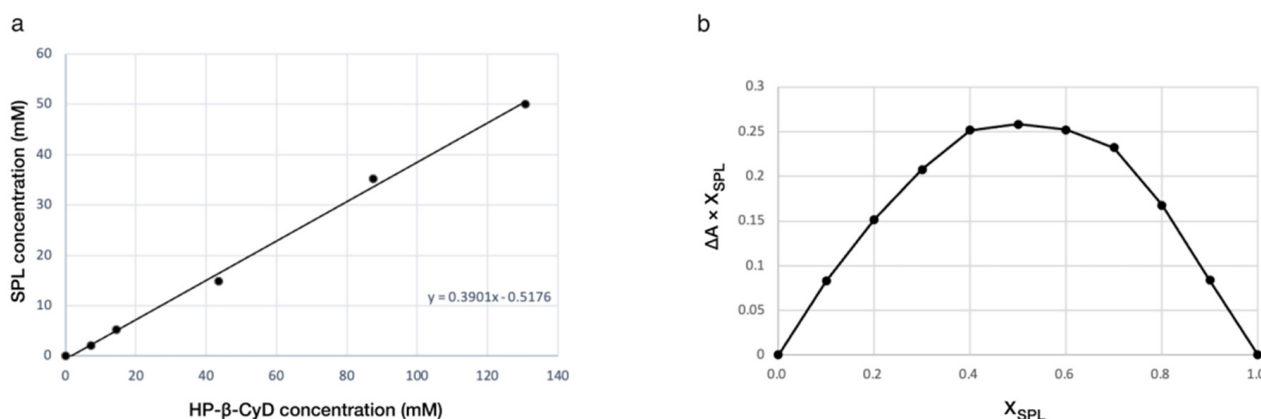 a
60
50
40
30
20
10
0
SPL concentration (mM)
y = 0.3901x - 0.5176
0 20 40 60 80 100 120 140
HP-β-CyD concentration (mM)
b
0.3
0.25
0.2
0.15
0.1
0.05
0
ΔA × XSPL
0.0 0.2 0.4 0.6 0.8 1.0
XSPL